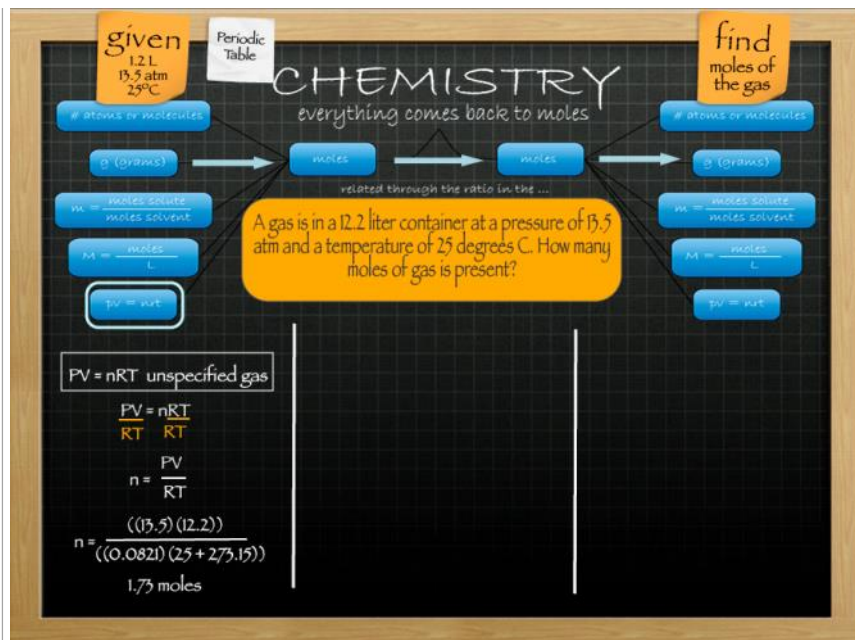 given
1.2 L
13.5 atm
25°C
Periodic
Table
find
moles of
the gas
CHEMISTRY
everything comes back to moles
# atoms or molecules
# atoms or molecules
g (grams)
moles
moles
g (grams)
related through the ratio in the ...
m = moles solute
moles solvent
m = moles solute
moles solvent
A gas is in a 12.2 liter container at a pressure of 13.5
atm and a temperature of 25 degrees C. How many
moles of gas is present?
M = moles
L
M = moles
L
pv = nrt
pv = nrt
PV = nRT unspecified gas
PV = nRT
RT RT
n = PV
RT
n = ((13.5) (12.2))
((0.0821) (25 + 273.15))
1.73 moles